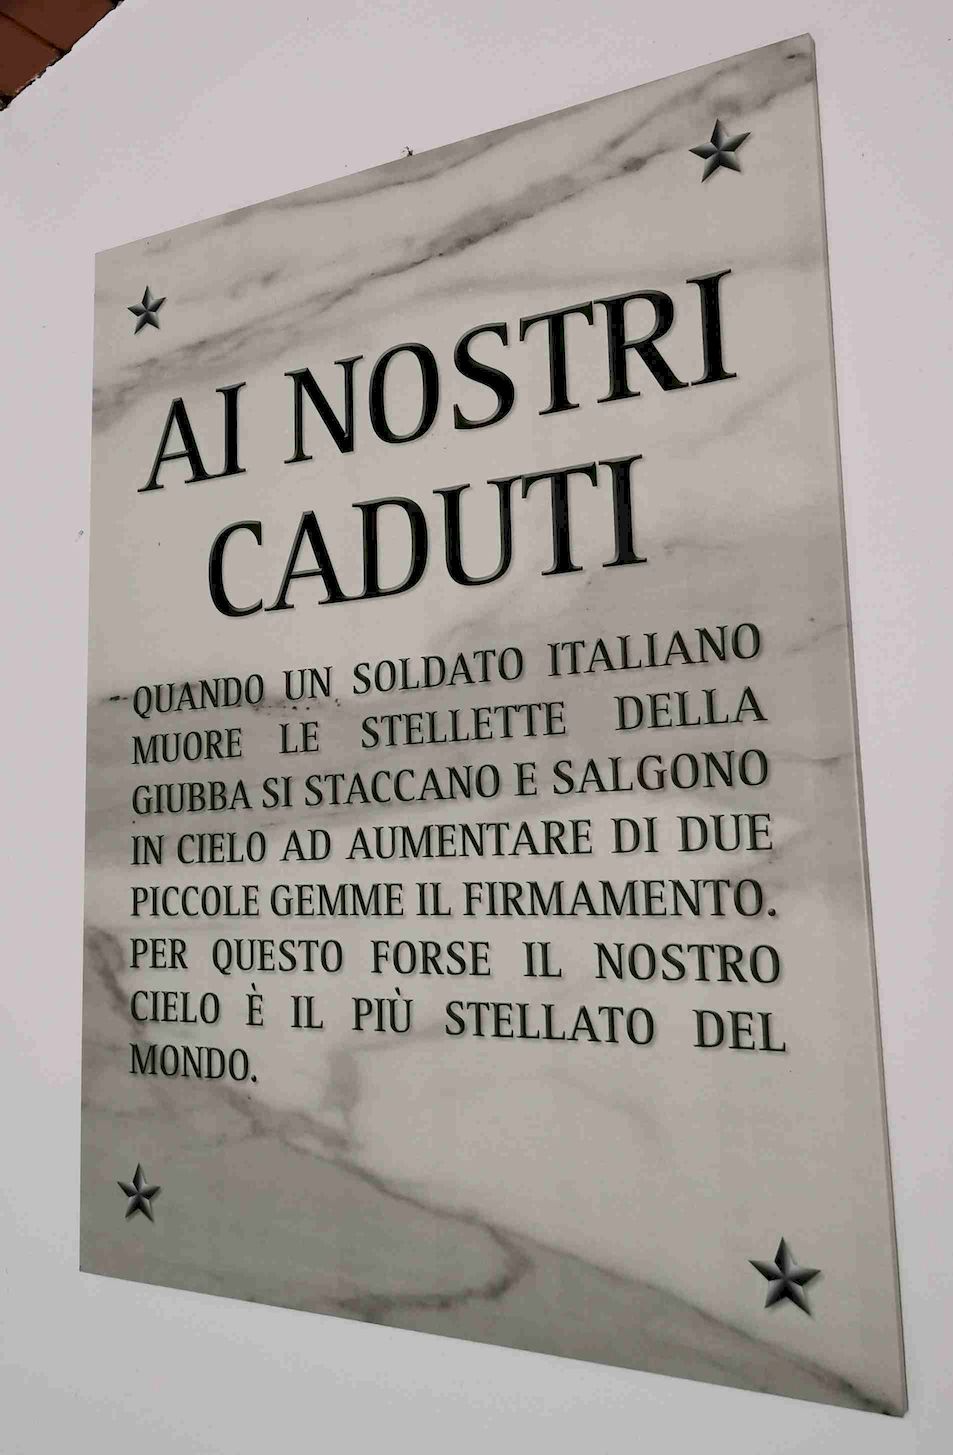 AI NOSTRI
CADUTI
QUANDO UN SOLDATO ITALIANO
MUORE LE STELLETTE DELLA
GIUBBA SI STACCANO E SALGONO
IN CIELO AD AUMENTARE DI DUE
PICCOLE GEMME IL FIRMAMENTO.
PER QUESTO FORSE IL NOSTRO
CIELO È IL PIÙ STELLATO DEL
MONDO.